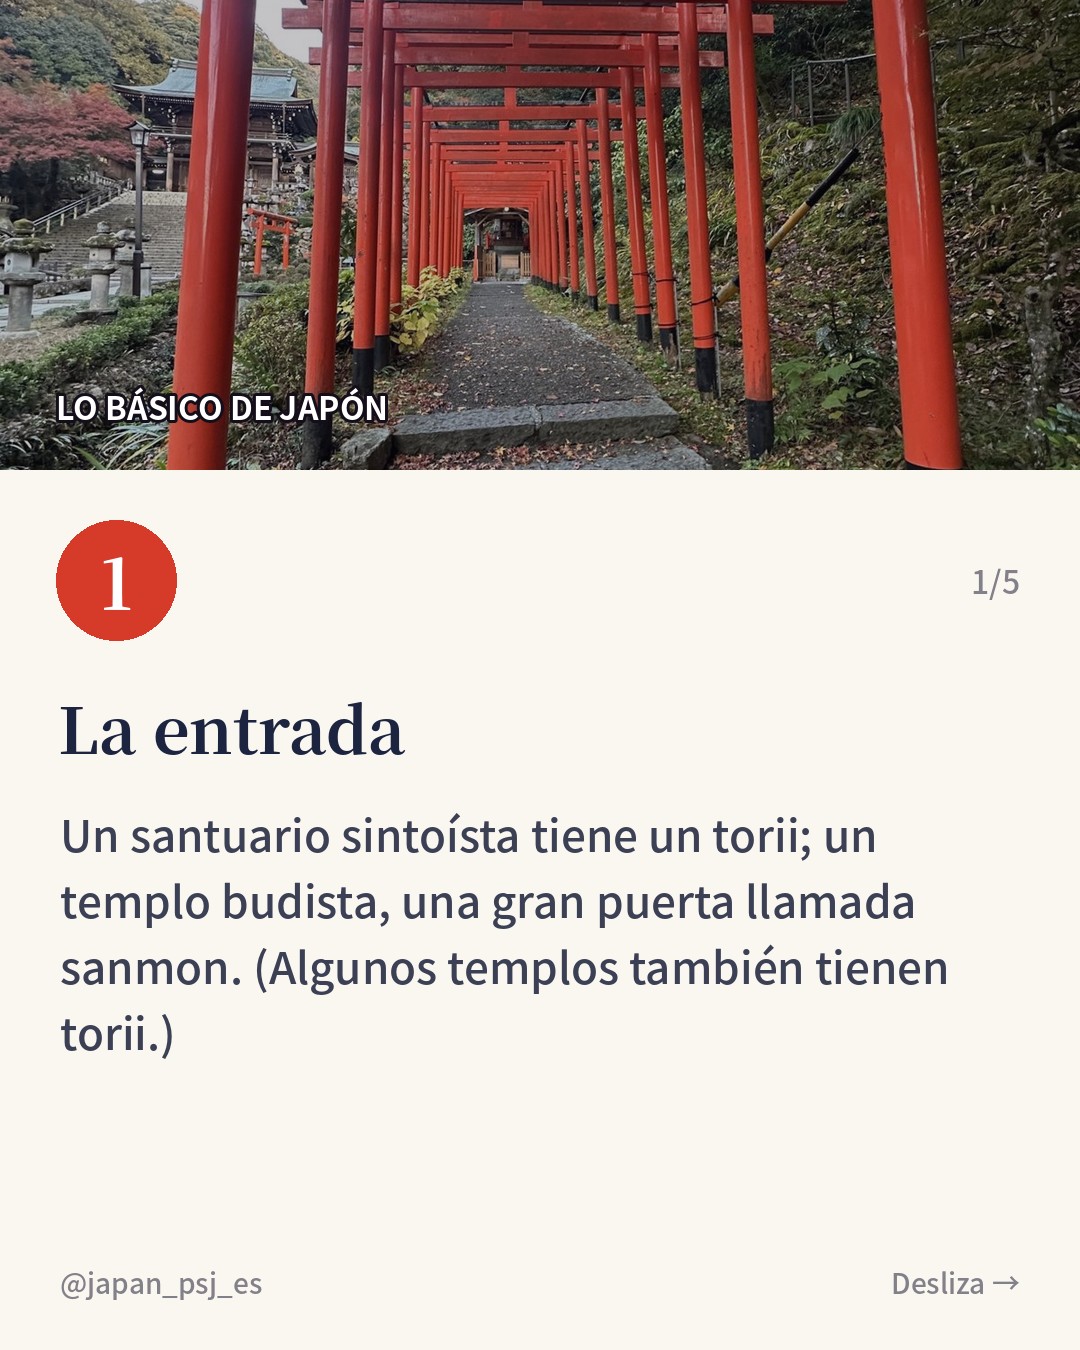 LO BÁSICO DE JAPÓN
1
1/5
La entrada
Un santuario sintoísta tiene un torii; un
templo budista, una gran puerta llamada
sanmon. (Algunos templos también tienen
torii.)
@japan_psj_es
Desliza →